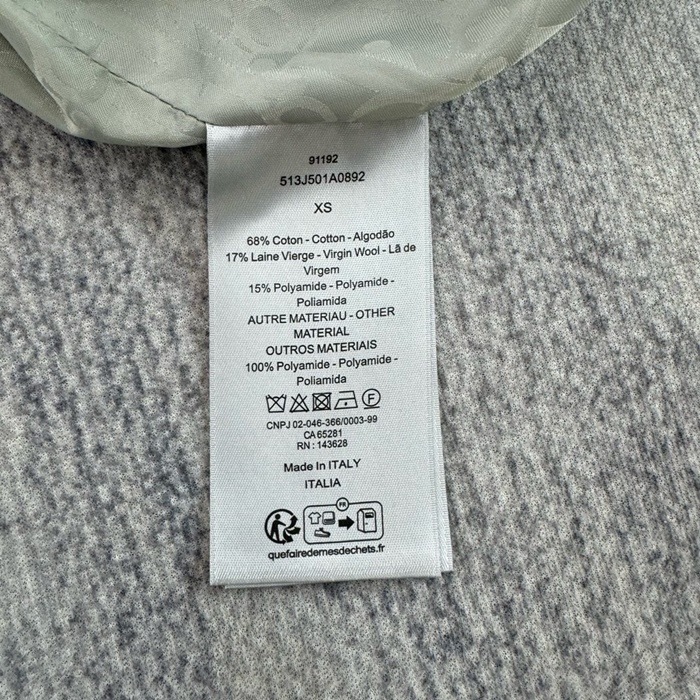 91192
513J501A0892
XS
68% Coton - Cotton - Algodão
17% Laine Vierge - Virgin Wool - Lã de
Virgem
15% Polyamide - Polyamide -
Poliamida
AUTRE MATERIAU - OTHER
MATERIAL
OUTROS MATERIAIS
100% Polyamide - Polyamide -
Poliamida
F
CNPJ 02-046-366/0003-99
CA 65281
RN : 143628
Made In ITALY
ITALIA
FR
quefairedemesdechets.fr